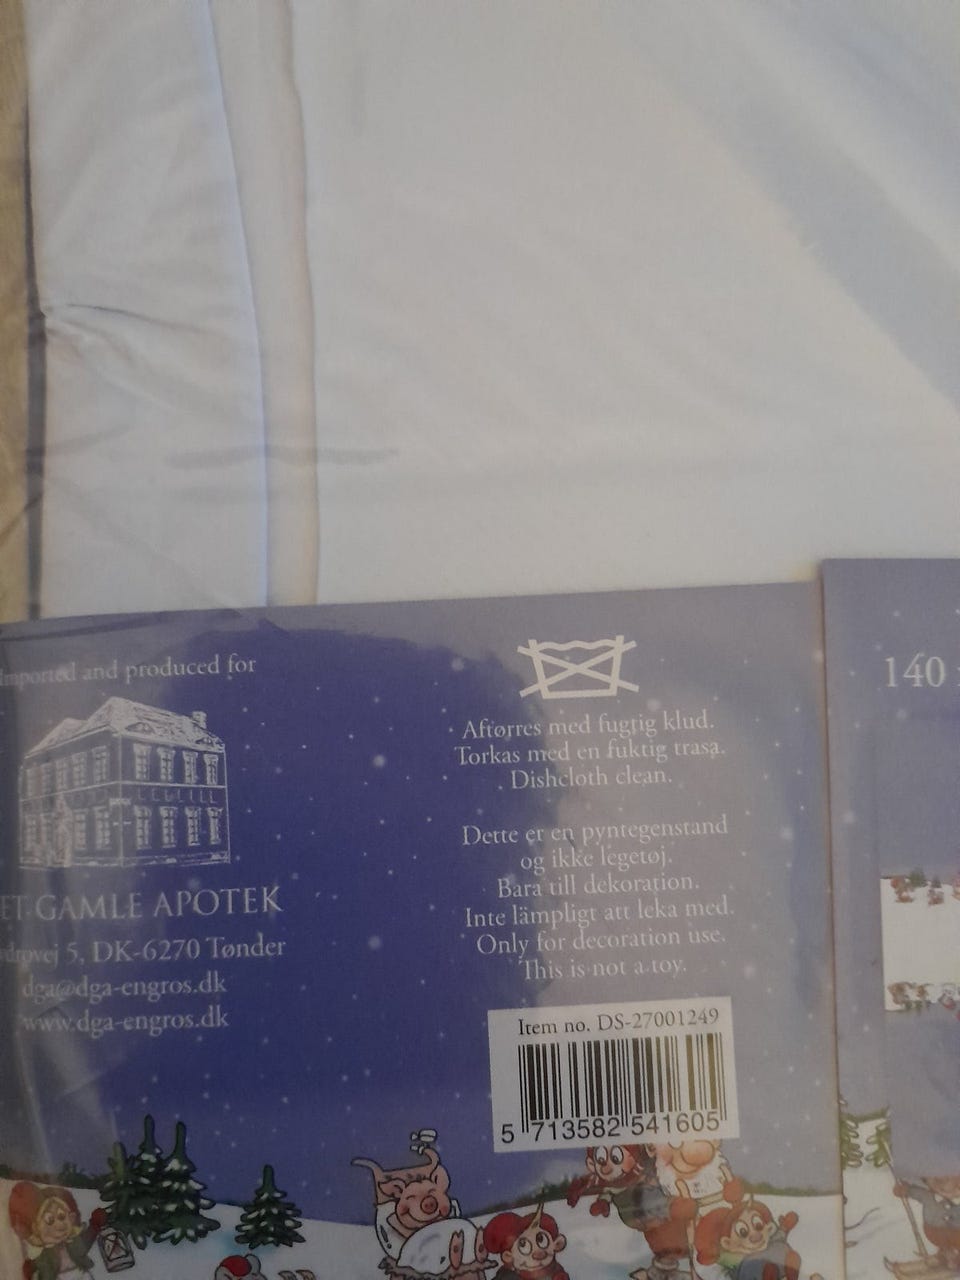 Imported and produced for
ET GAMLE APOTEK
5, DK-6270 Tønder
dga@dga-engros.dk
www.dga-engros.dk
Aftørres med fugtig klud.
Torkas med en fuktig trasa.
Dishcloth clean.
Dette er en pyntegenstand
og ikke legetøj.
Bara till dekoration.
Inte lämpligt att leka med.
Only for decoration use.
This is not a toy.
Item no. DS-27001249
5 713582 541605
140